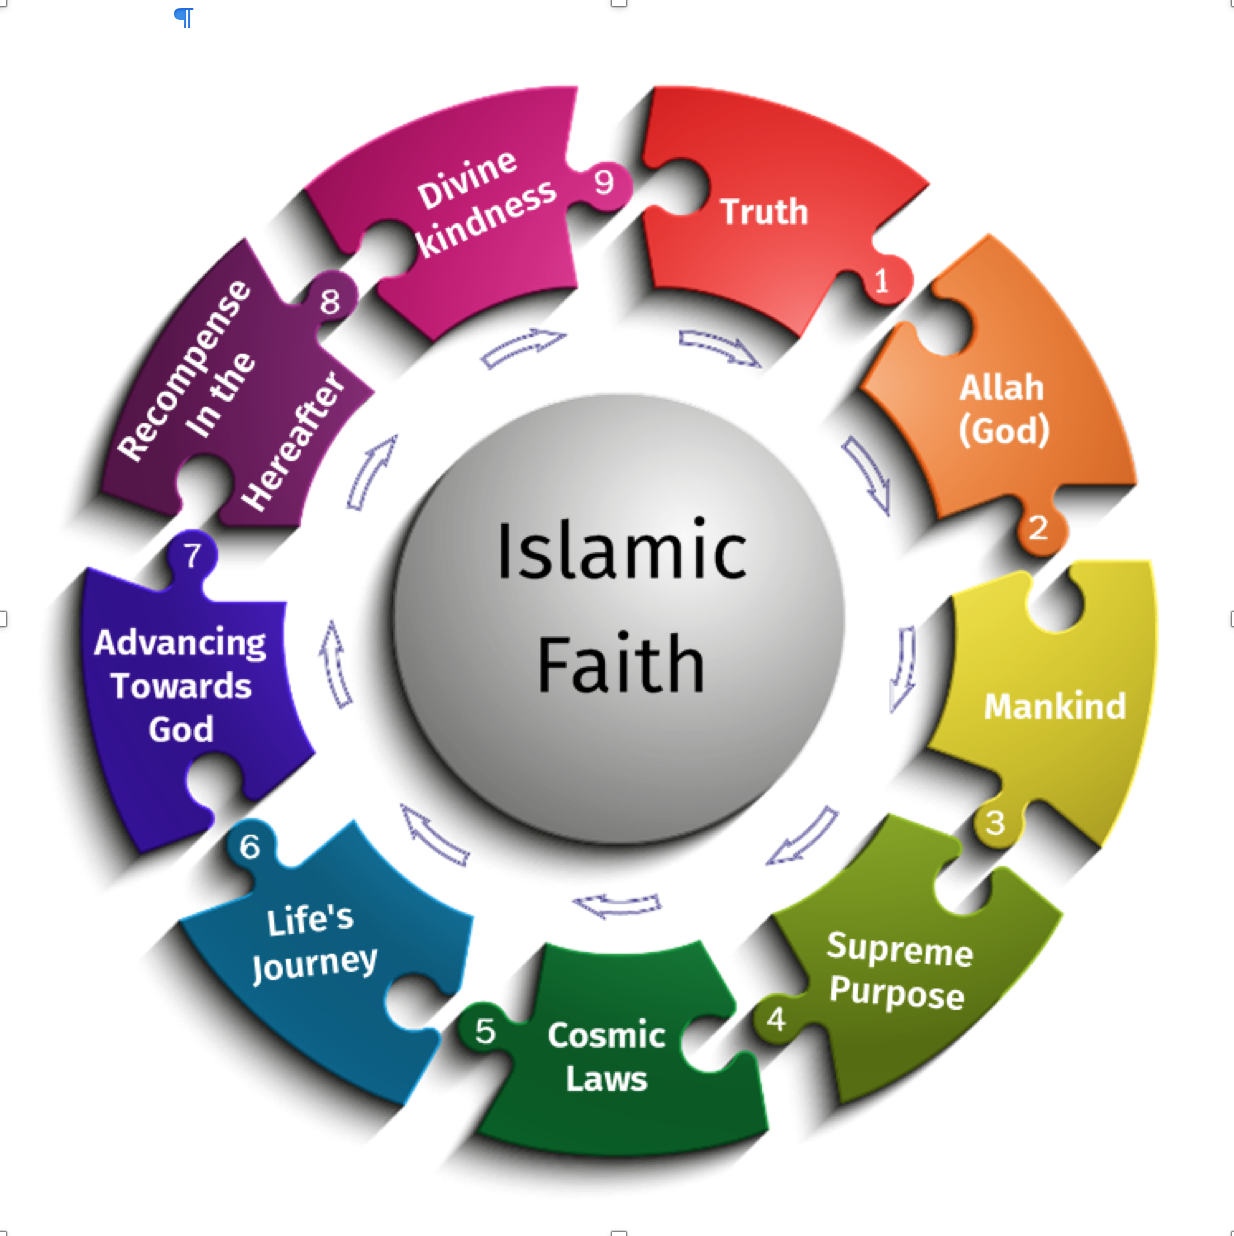 ¶
Islamic
Faith
Truth
1
Allah
(God)
2
Mankind
3
Supreme
Purpose
4
Cosmic
Laws
5
Life's
Journey
6
Advancing
Towards
God
7
Recompense
In the
Hereafter
8
Divine
kindness
9